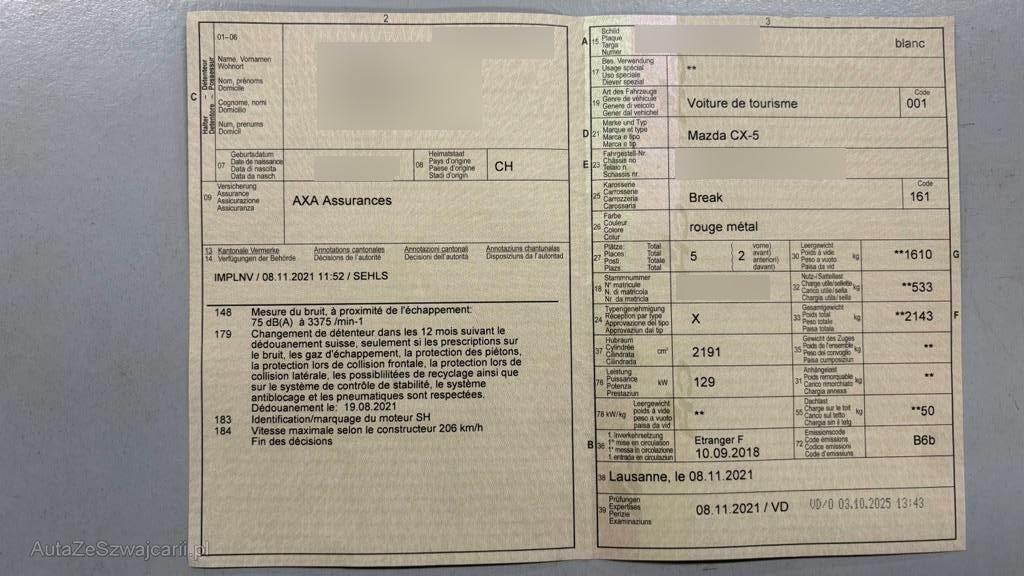 2
01–06
C
Halter – Détenteur
Detentore – Possessur
Name, Vornamen
Wohnort
Nom, prénoms
Domicile
Cognome, nomi
Domicilio
Num, prenums
Domicil
07
Geburtsdatum
Date de naissance
Data di nascita
Data da nasch.
08
Heimatstaat
Pays d'origine
Paese d'origine
Stadi d'origin
CH
09
Versicherung
Assurance
Assicurazione
Assicuranza
AXA Assurances
13 Kantonale Vermerke Annotations cantonales Annotazioni cantonali Annotaziuns chantunalas
14 Verfügungen der Behörde Décisions de l'autorité Decisioni dell'autorità Disposiziuns da l'autoritad
IMPLNV / 08.11.2021 11:52 / SEHLS
148 Mesure du bruit, à proximité de l'échappement:
75 dB(A) à 3375 /min-1
179 Changement de détenteur dans les 12 mois suivant le
dédouanement suisse, seulement si les prescriptions sur
le bruit, les gaz d'échappement, la protection des piétons,
la protection lors de collision frontale, la protection lors de
collision latérale, les possiblilitées de recyclage ainsi que
sur le système de contrôle de stabilité, le système
antiblocage et les pneumatiques sont respectées.
Dédouanement le: 19.08.2021
183 Identification/marquage du moteur SH
184 Vitesse maximale selon le constructeur 206 km/h
Fin des décisions
3
A 15
Schild
Plaque
Targa
Numer
blanc
17
Bes. Verwendung
Usage spécial
Uso speciale
Diever spezial
**
19
Art des Fahrzeugs
Genre de véhicule
Genere di veicolo
Gener dal vehichel
Voiture de tourisme
Code
001
D 21
Marke und Typ
Marque et type
Marca e tipo
Marca e tip
Mazda CX-5
E 23
Fahrgestell-Nr.
Châssis no
Telaio n.
Schassis nr.
25
Karosserie
Carrosserie
Carrozzeria
Carossaria
Break
Code
161
26
Farbe
Couleur
Colore
Colur
rouge métal
27
Plätze: Total
Places: Total
Posti: Totale
Plazs: Total
5
2
vorne)
avant)
anteriori)
davant)
30
Leergewicht
Poids à vide
Peso a vuoto
Paisa da vid
kg
**1610
G
18
Stammnummer
N° matricule
N. di matricola
Nr. da matricla
32
Nutz-/Sattellast
Charge utile/sellette
Carico utile/sella
Chargia utila/sella
kg
**533
24
Typengenehmigung
Réception par type
Approvazione del tipo
Approvaziun dal tip
X
33
Gesamtgewicht
Poids total
Peso totale
Paisa totala
kg
**2143
F
37
Hubraum
Cylindrée
Cilindrata
Cilindrada
cm³
2191
35
Gewicht des Zuges
Poids de l'ensemble
Peso del convoglio
Paisa cumposiziun
kg
**
76
Leistung
Puissance
Potenza
Prestaziun
kW
129
31
Anhängelast
Poids remorquable
Carico rimorchiato
Chargia annexa
kg
**
78 kW/kg
Leergewicht
poids à vide
peso a vuoto
paisa da vid
**
55
Dachlast
Charge sur le toit
Carico sul tetto
Chargia sin il tetg
kg
**50
B 36
1. Inverkehrsetzung
1re mise en circulation
1a messa in circolazione
1. entrada en circulaziun
Etranger F
10.09.2018
72
Emissionscode
Code émissions
Codice emissioni
Code d'emissiuns
B6b
38 Lausanne, le 08.11.2021
39
Prüfungen
Expertises
Perizie
Examinaziuns
08.11.2021 / VD
VD/0 03.10.2025 13:43
AutaZeSzwajcarii.pl